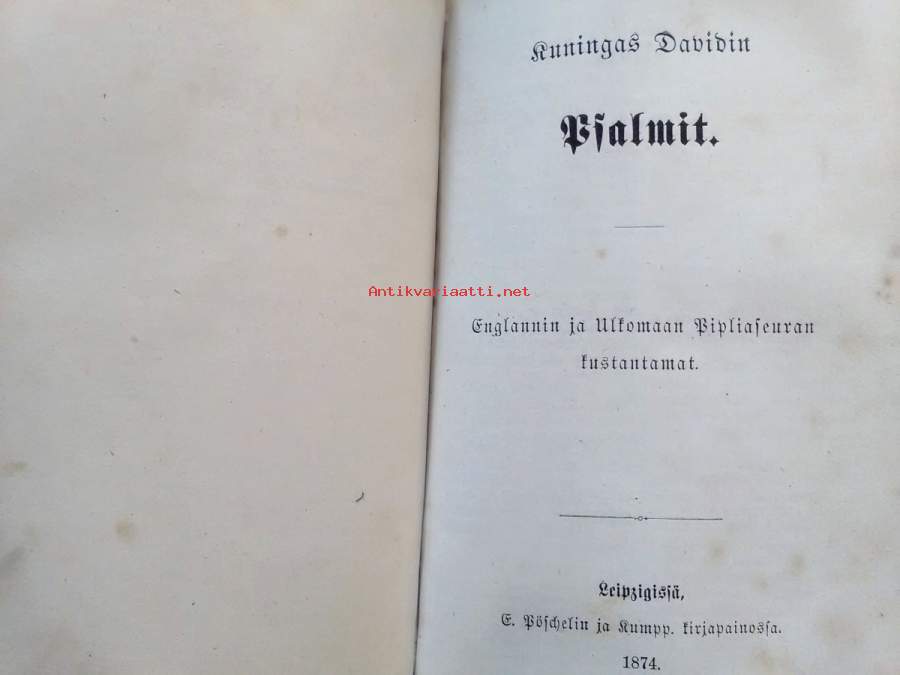 Kuningas Davidin
Psalmit.
Antikvariaatti.net
Englannin ja Ulkomaan Pipliaseuran
kustantamat.
Leipzigissä,
E. Pöschelin ja Kumpp. kirjapainossa.
1874.